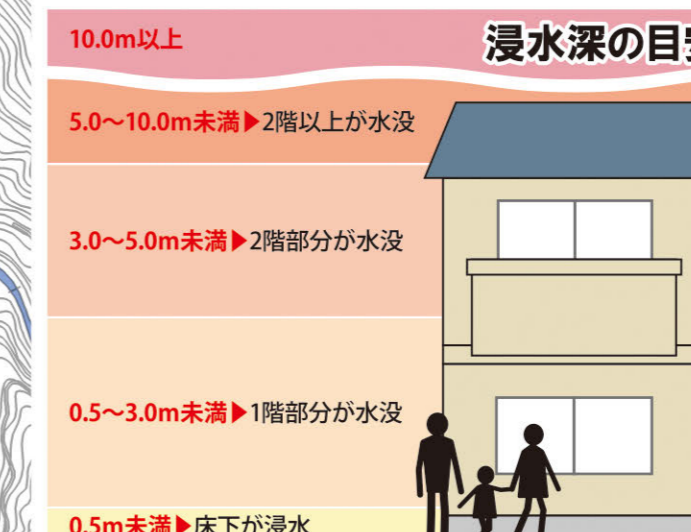 10.0m以上
浸水深の目
5.0～10.0m未満▶2階以上が水没
3.0～5.0m未満▶2階部分が水没
0.5～3.0m未満▶1階部分が水没
0.5m未満▶床下が浸水